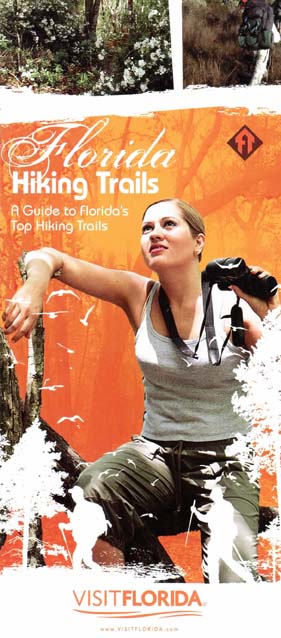 Florida
Hiking Trails
A Guide to Florida's
Top Hiking Trails
VISITFLORIDA
www.VISITFLORIDA.com